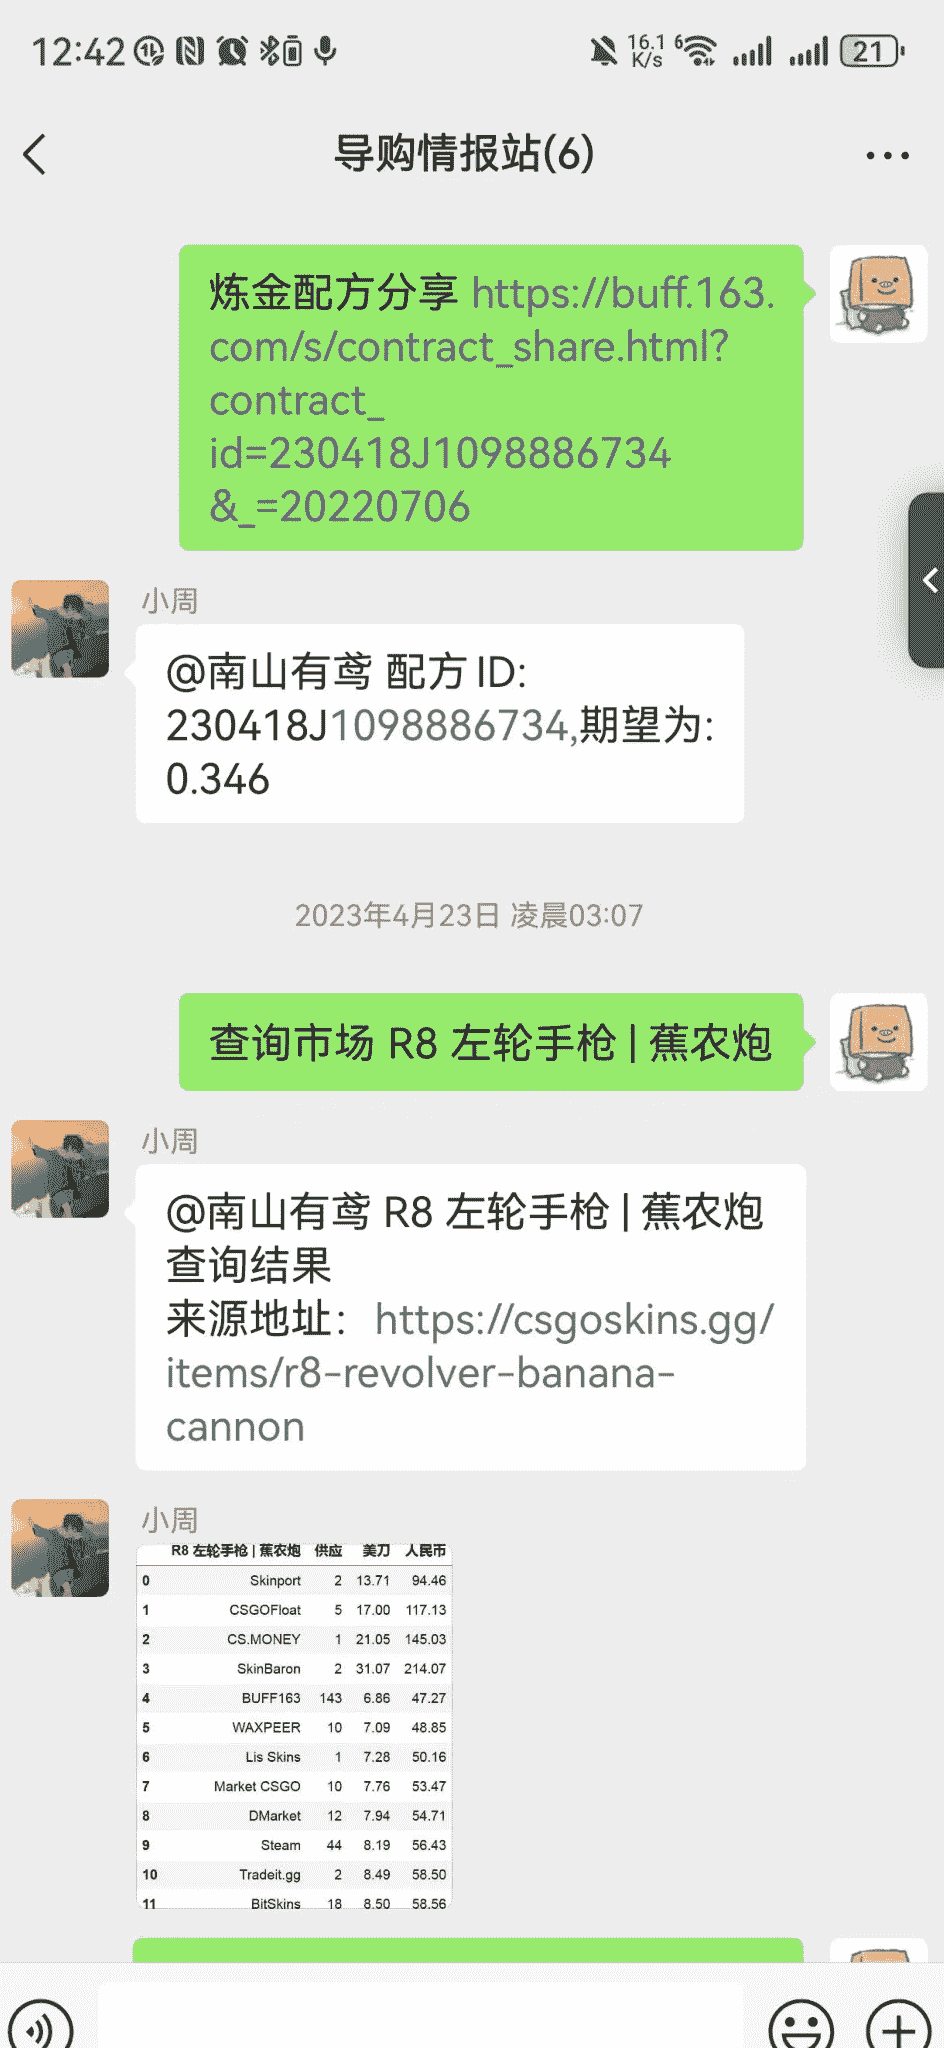 12:42
16.1 K/s
6
21
导购情报站(6)
炼金配方分享 https://buff.163.
com/s/contract_share.html?
contract_
id=230418J1098886734
&_=20220706
小周
@南山有鸢 配方 ID:
230418J1098886734,期望为:
0.346
2023年4月23日 凌晨03:07
查询市场 R8 左轮手枪 | 蕉农炮
小周
@南山有鸢 R8 左轮手枪 | 蕉农炮
查询结果
来源地址： https://csgoskins.gg/
items/r8-revolver-banana-
cannon
小周
R8 左轮手枪 | 蕉农炮 供应 美刀 人民币
0 Skinport 2 13.71 94.46
1 CSGOFloat 5 17.00 117.13
2 CS.MONEY 1 21.05 145.03
3 SkinBaron 2 31.07 214.07
4 BUFF163 143 6.86 47.27
5 WAXPEER 10 7.09 48.85
6 Lis Skins 1 7.28 50.16
7 Market CSGO 10 7.76 53.47
8 DMarket 12 7.94 54.71
9 Steam 44 8.19 56.43
10 Tradeit.gg 2 8.49 58.50
11 BitSkins 18 8.50 58.56